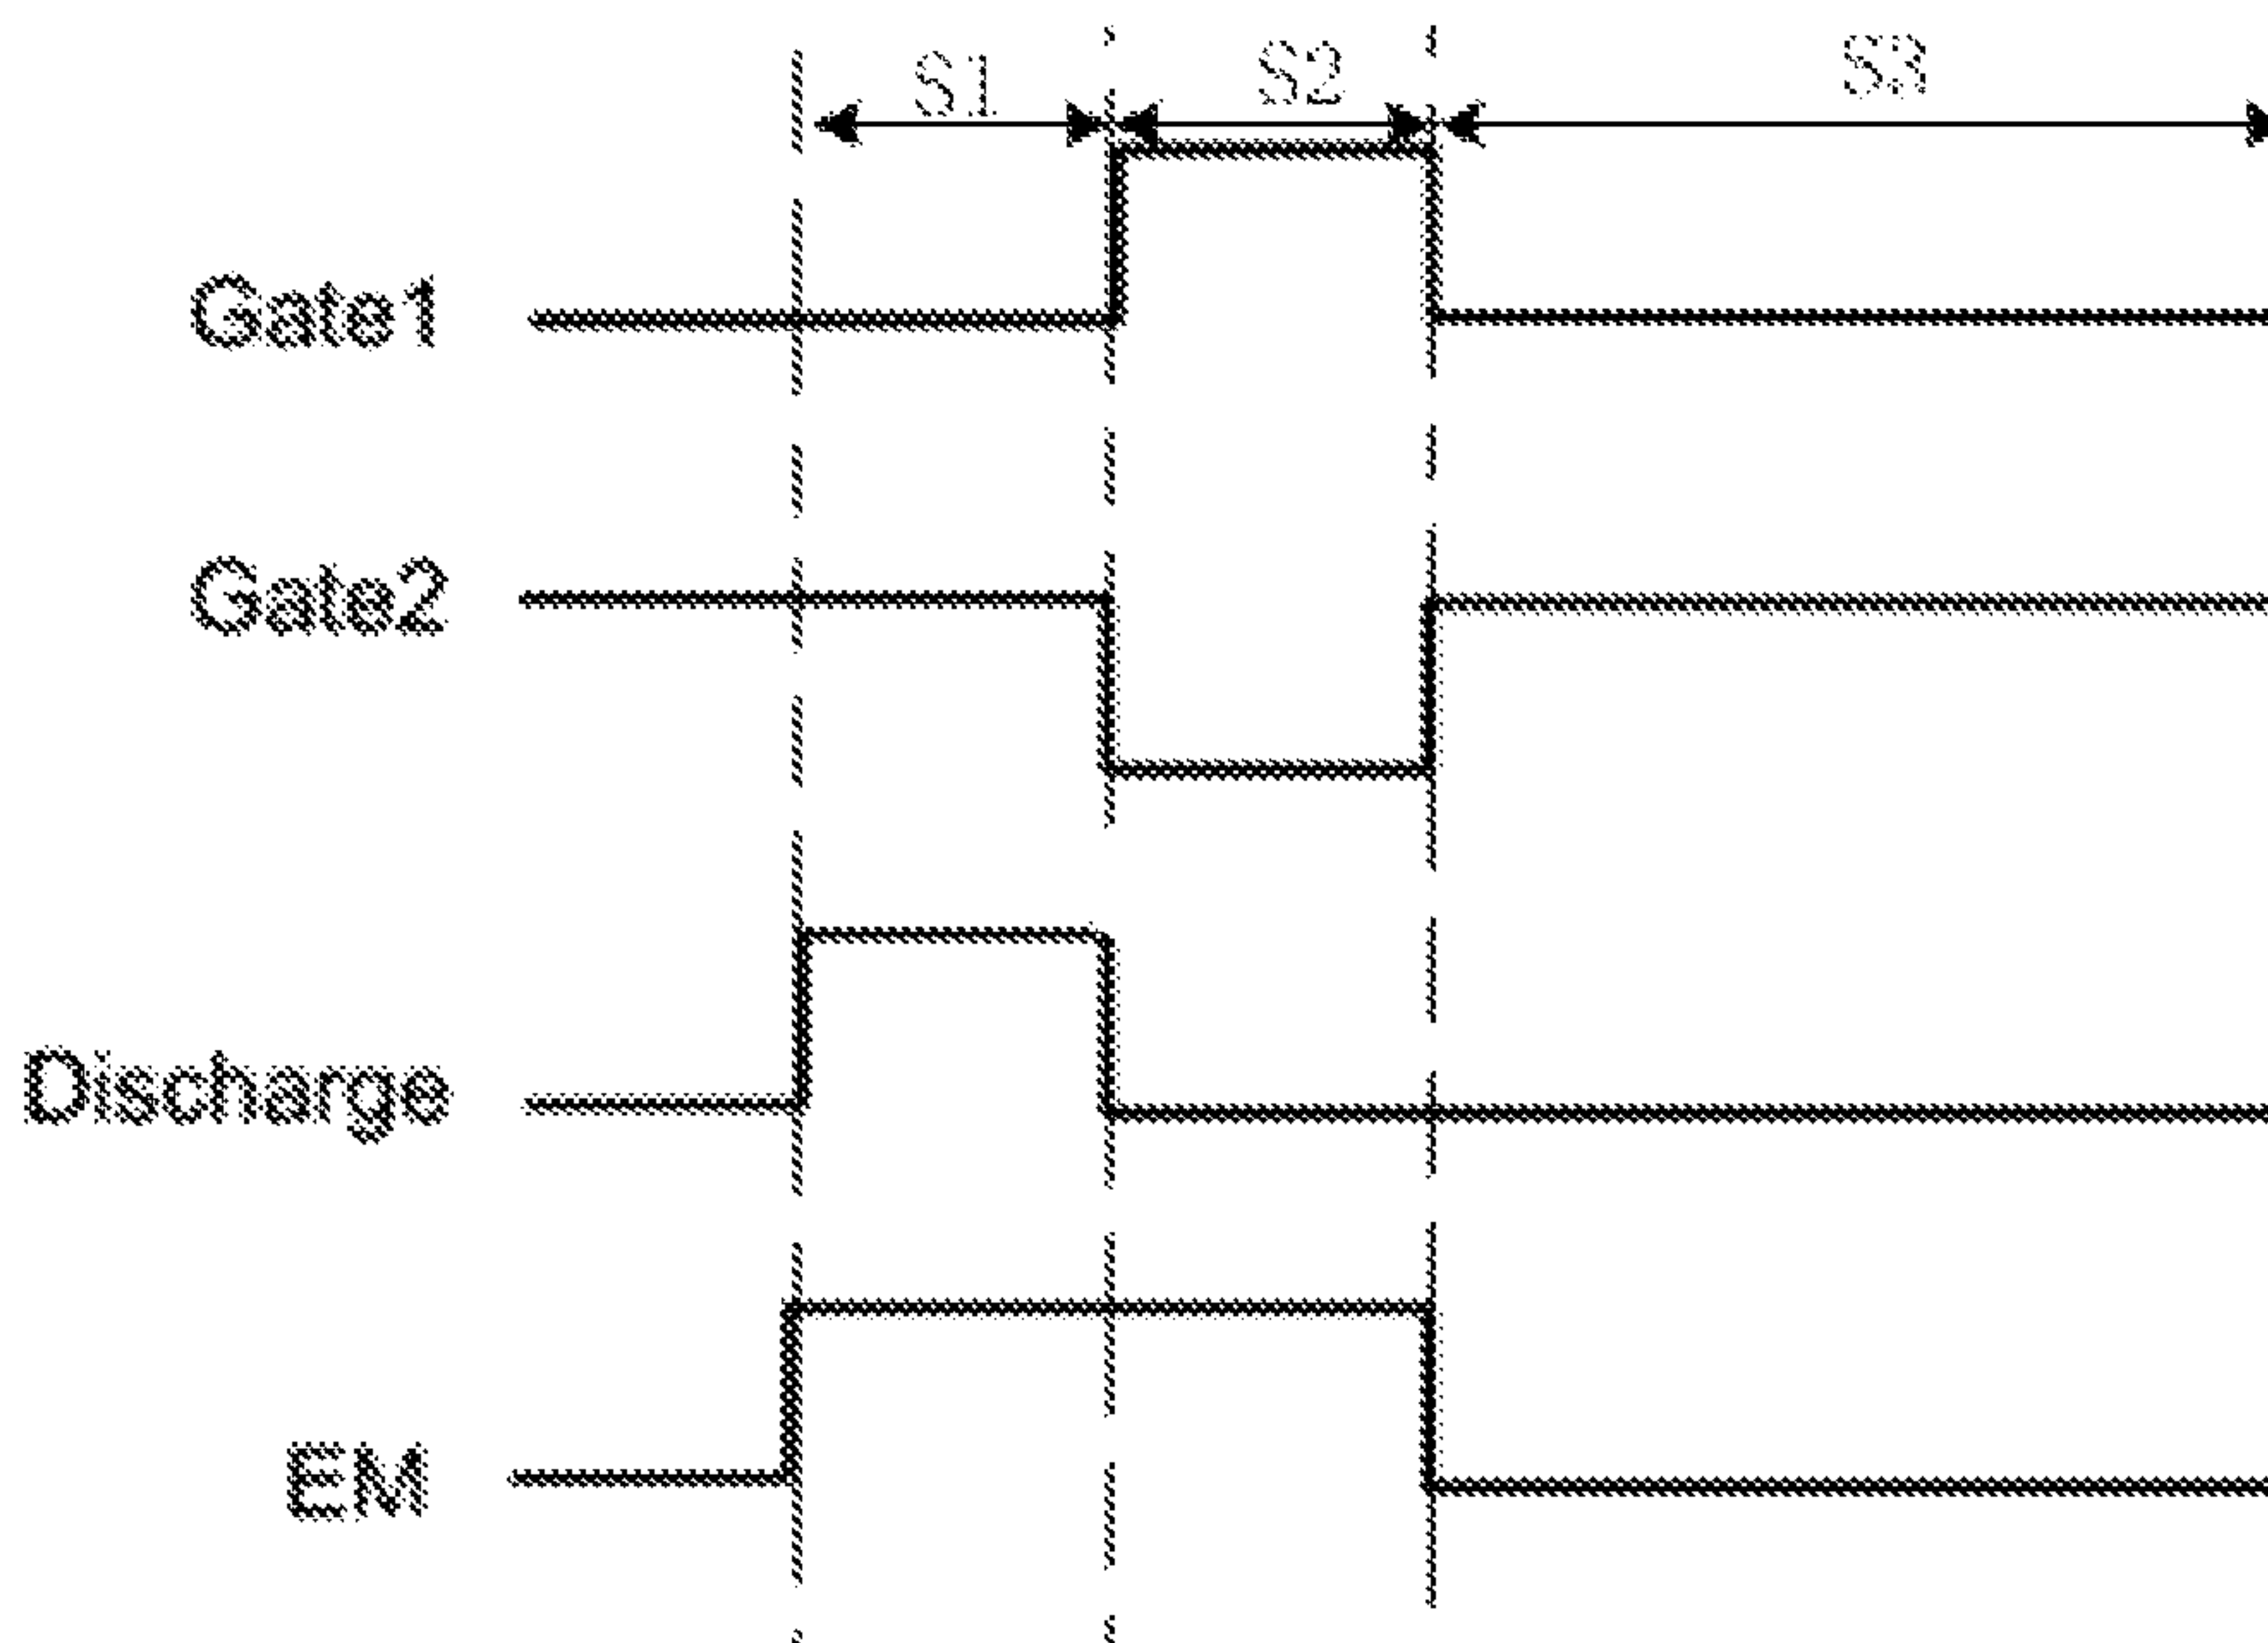 S1 S2 S3
Gate1
Gate2
Discharge
EM